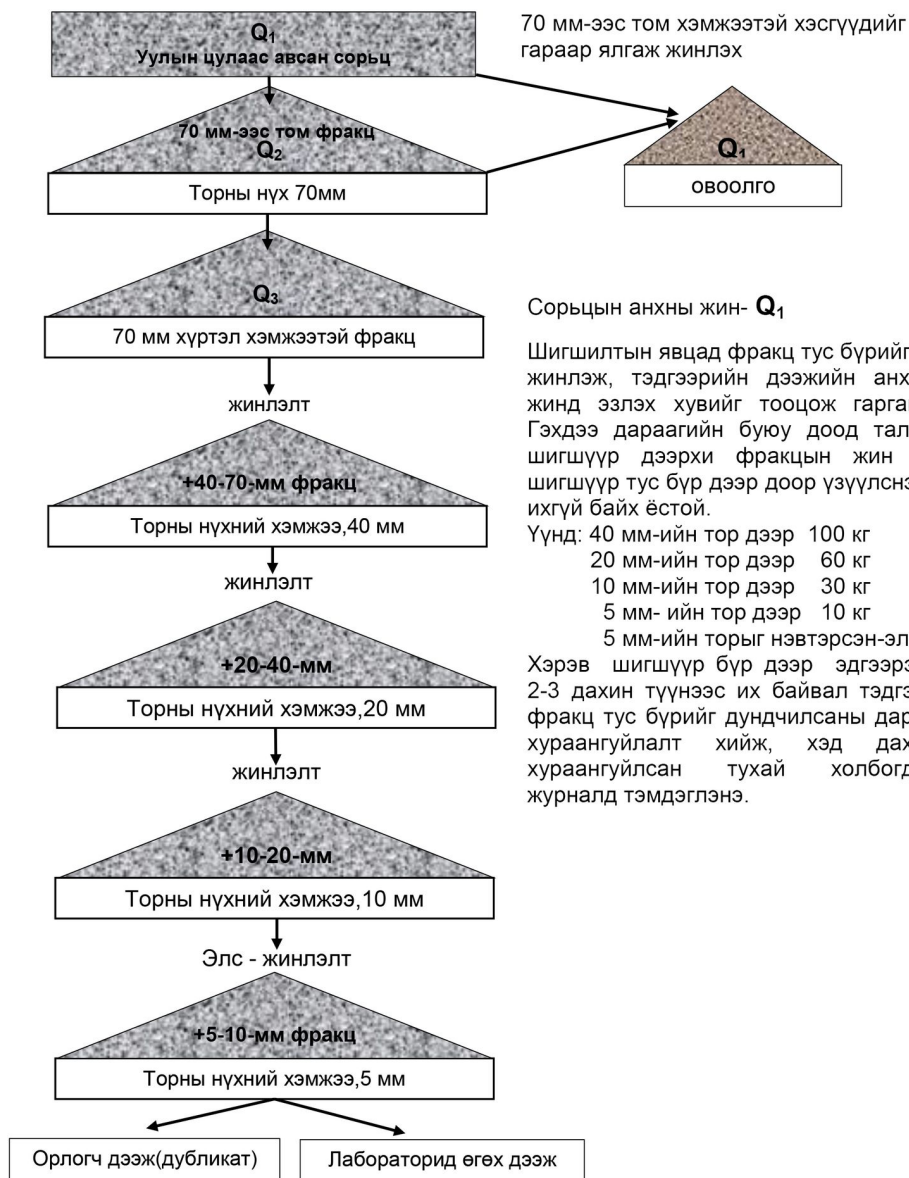 Q₁
Уулын цулаас авсан сорьц
70 мм-ээс том хэмжээтэй хэсгүүдийг
гараар ялгаж жинлэх
70 мм-ээс том фракц
Q₂
Торны нүх 70мм
Q₁
овоолго
Q₃
70 мм хүртэл хэмжээтэй фракц
жинлэлт
+40-70-мм фракц
Торны нүхний хэмжээ,40 мм
жинлэлт
+20-40-мм
Торны нүхний хэмжээ,20 мм
жинлэлт
+10-20-мм
Торны нүхний хэмжээ,10 мм
Элс - жинлэлт
+5-10-мм фракц
Торны нүхний хэмжээ,5 мм
Орлогч дээж(дубликат)
Лабораторид өгөх дээж
Сорьцын анхны жин- Q₁
Шигшилтын явцад фракц тус бүрийг
жинлэж, тэдгээрийн дээжийн анх
жинд эзлэх хувийг тооцож гарга
Гэхдээ дараагийн буюу доод тал
шигшүүр дээрхи фракцын жин
шигшүүр тус бүр дээр доор үзүүлснэ
ихгүй байх ёстой.
Үүнд: 40 мм-ийн тор дээр 100 кг
20 мм-ийн тор дээр 60 кг
10 мм-ийн тор дээр 30 кг
5 мм- ийн тор дээр 10 кг
5 мм-ийн торыг нэвтэрсэн-эл
Хэрэв шигшүүр бүр дээр эдгээрэ
2-3 дахин түүнээс их байвал тэдгэ
фракц тус бүрийг дундчилсаны дар
хураангуйлалт хийж, хэд дах
хураангуйлсан тухай холбогд
журналд тэмдэглэнэ.